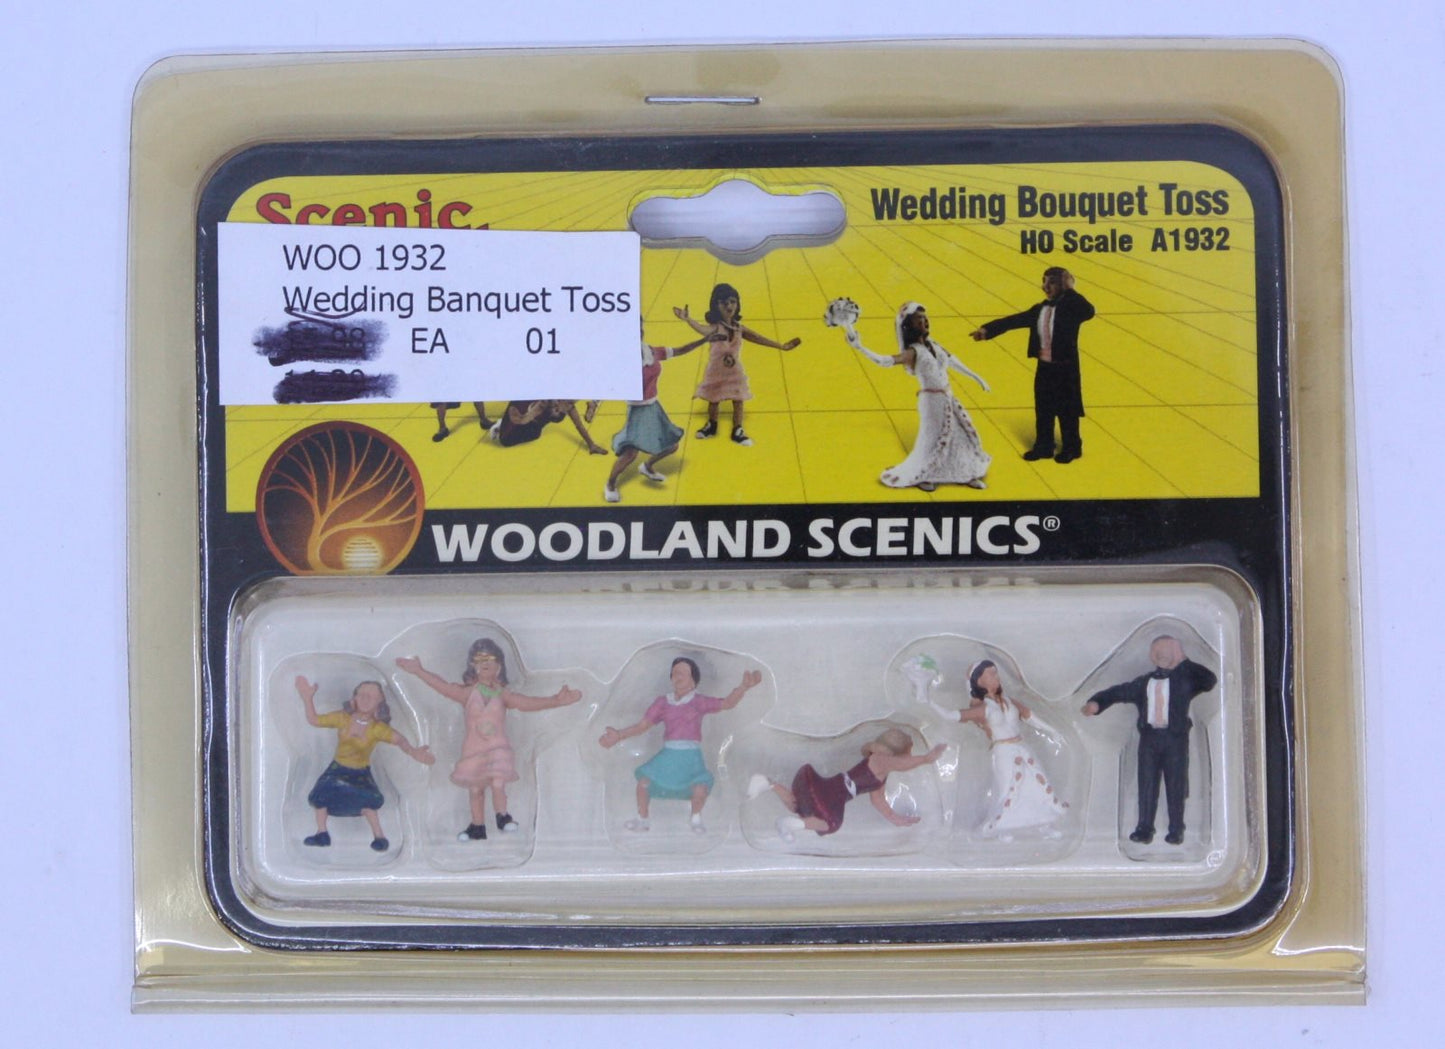 Scenic
Wedding Bouquet Toss
HO Scale A1932
WOO 1932
Wedding Banquet Toss
EA 01
WOODLAND SCENICS®